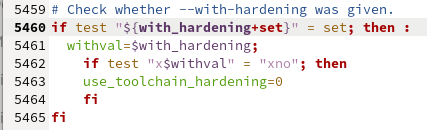 5459 # Check whether --with-hardening was given.
5460 if test "${with_hardening+set}" = set; then :
5461   withval=$with_hardening;
5462     if test "x$withval" = "xno"; then
5463     use_toolchain_hardening=0
5464     fi
5465 fi